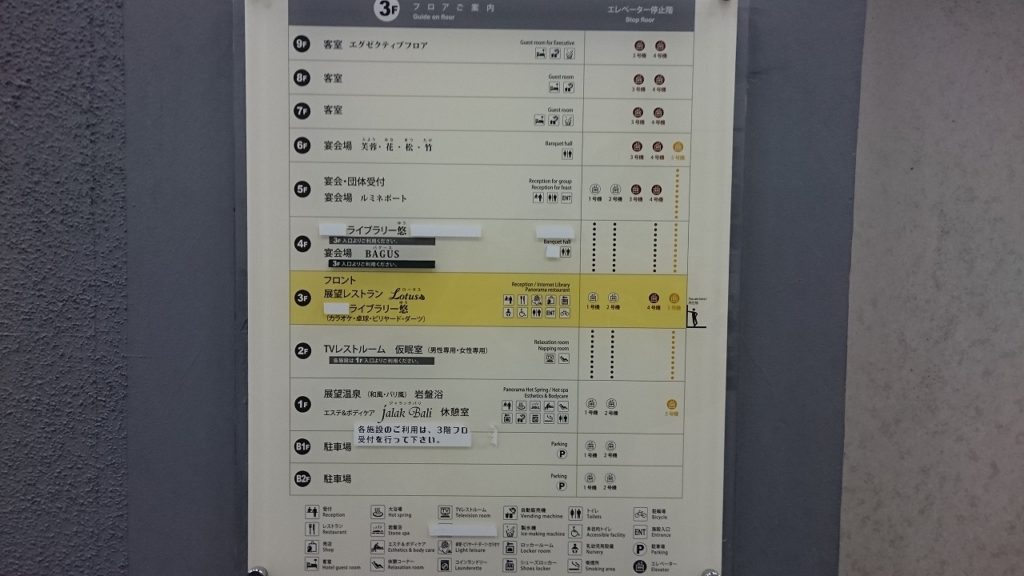 3F フロアご案内 エレベーター停止階
Guide on floor Stop floor
9F 客室 エグゼクティブフロア Guest room for Executive
3号機 4号機
8F 客室 Guest room
3号機 4号機
7F 客室 Guest room
3号機 4号機
6F 宴会場 芙蓉・花・松・竹 Banquet hall
3号機 4号機 5号機
5F 宴会・団体受付 Reception for group
宴会場 ルミネポート Reception for feast
ENT
1号機 2号機 3号機 4号機
4F ライブラリー悠
3F 入口よりご利用ください。
宴会場 BAGUS Banquet hall
3F 入口よりご利用ください。
3F フロント Reception / Internet Library
展望レストラン Lotus Panorama restaurant
ライブラリー悠
(カラオケ・卓球・ビリヤード・ダーツ)
ENT
1号機 2号機 4号機 5号機
2F TVレストルーム 仮眠室 (男性専用・女性専用) Relaxation room
Napping room
各施設は1F入口よりご利用ください。
1F 展望温泉 (和風・バリ風) 岩盤浴 Panorama Hot Spring / Hot spa
Esthetics & Bodycare
エステ&ボディケア Jalak Bali 休憩室
1号機 2号機 5号機
各施設のご利用は、3階フロ
受付を行って下さい。
B1F 駐車場 Parking
P 1号機 2号機
B2F 駐車場 Parking
P 1号機 2号機
受付 Reception
大浴場 Hot spring
TVレストルーム Television room
自動販売機 Vending machine
トイレ Toilets
駐輪場 Bicycle
レストラン Restaurant
岩盤浴 Stone spa
製氷機 Ice-making machine
多目的トイレ Accessible facility
ENT 施設入口 Entrance
売店 Shop
エステ&ボディケア Esthetics & body care
Light leisure
ロッカールーム Locker room
Nursery
P 駐車場 Parking
客室 Hotel guest room
休憩コーナー Relaxation room
コインランドリー Launderette
シューズロッカー Shoes locker
喫煙所 Smoking area
エレベーター Elevator